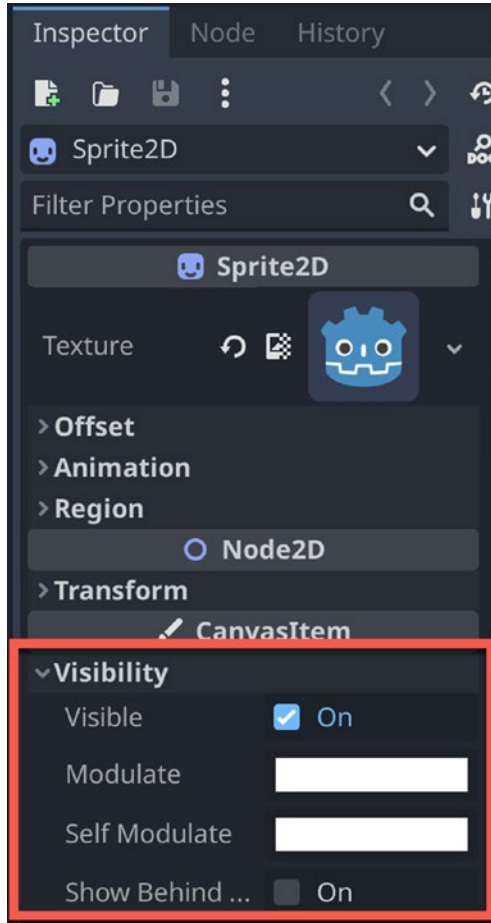 Inspector Node History
Sprite2D
DOC
Filter Properties
Sprite2D
Texture
Offset
Animation
Region
Node2D
Transform
CanvasItem
Visibility
Visible On
Modulate
Self Modulate
Show Behind ... On